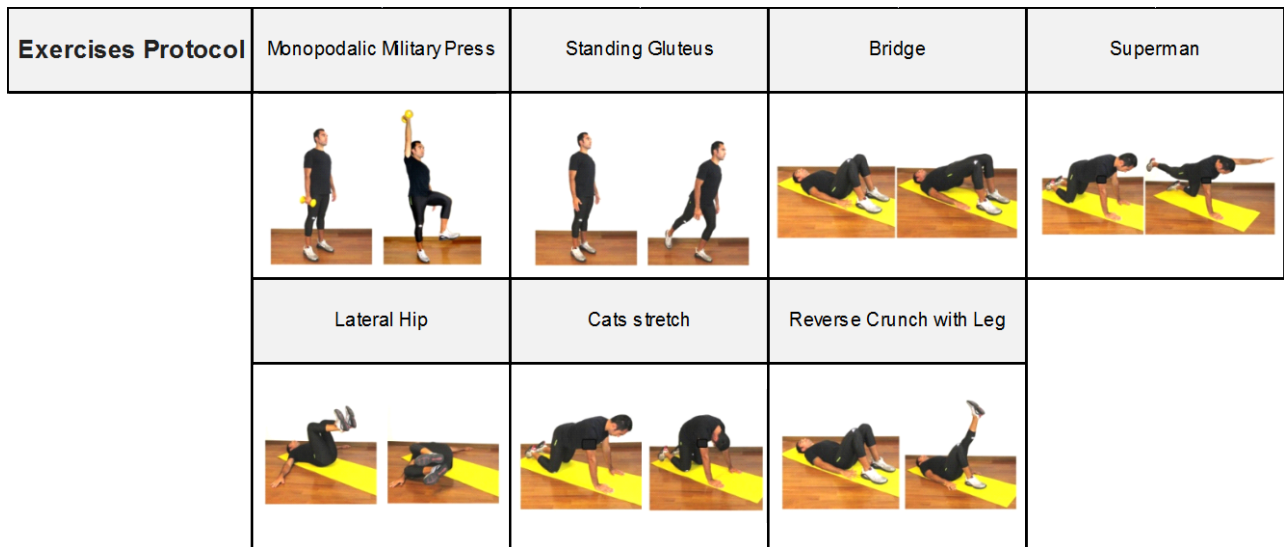 Exercises Protocol
Monopodalic Military Press
Standing Gluteus
Bridge
Superman
Lateral Hip
Cats stretch
Reverse Crunch with Leg